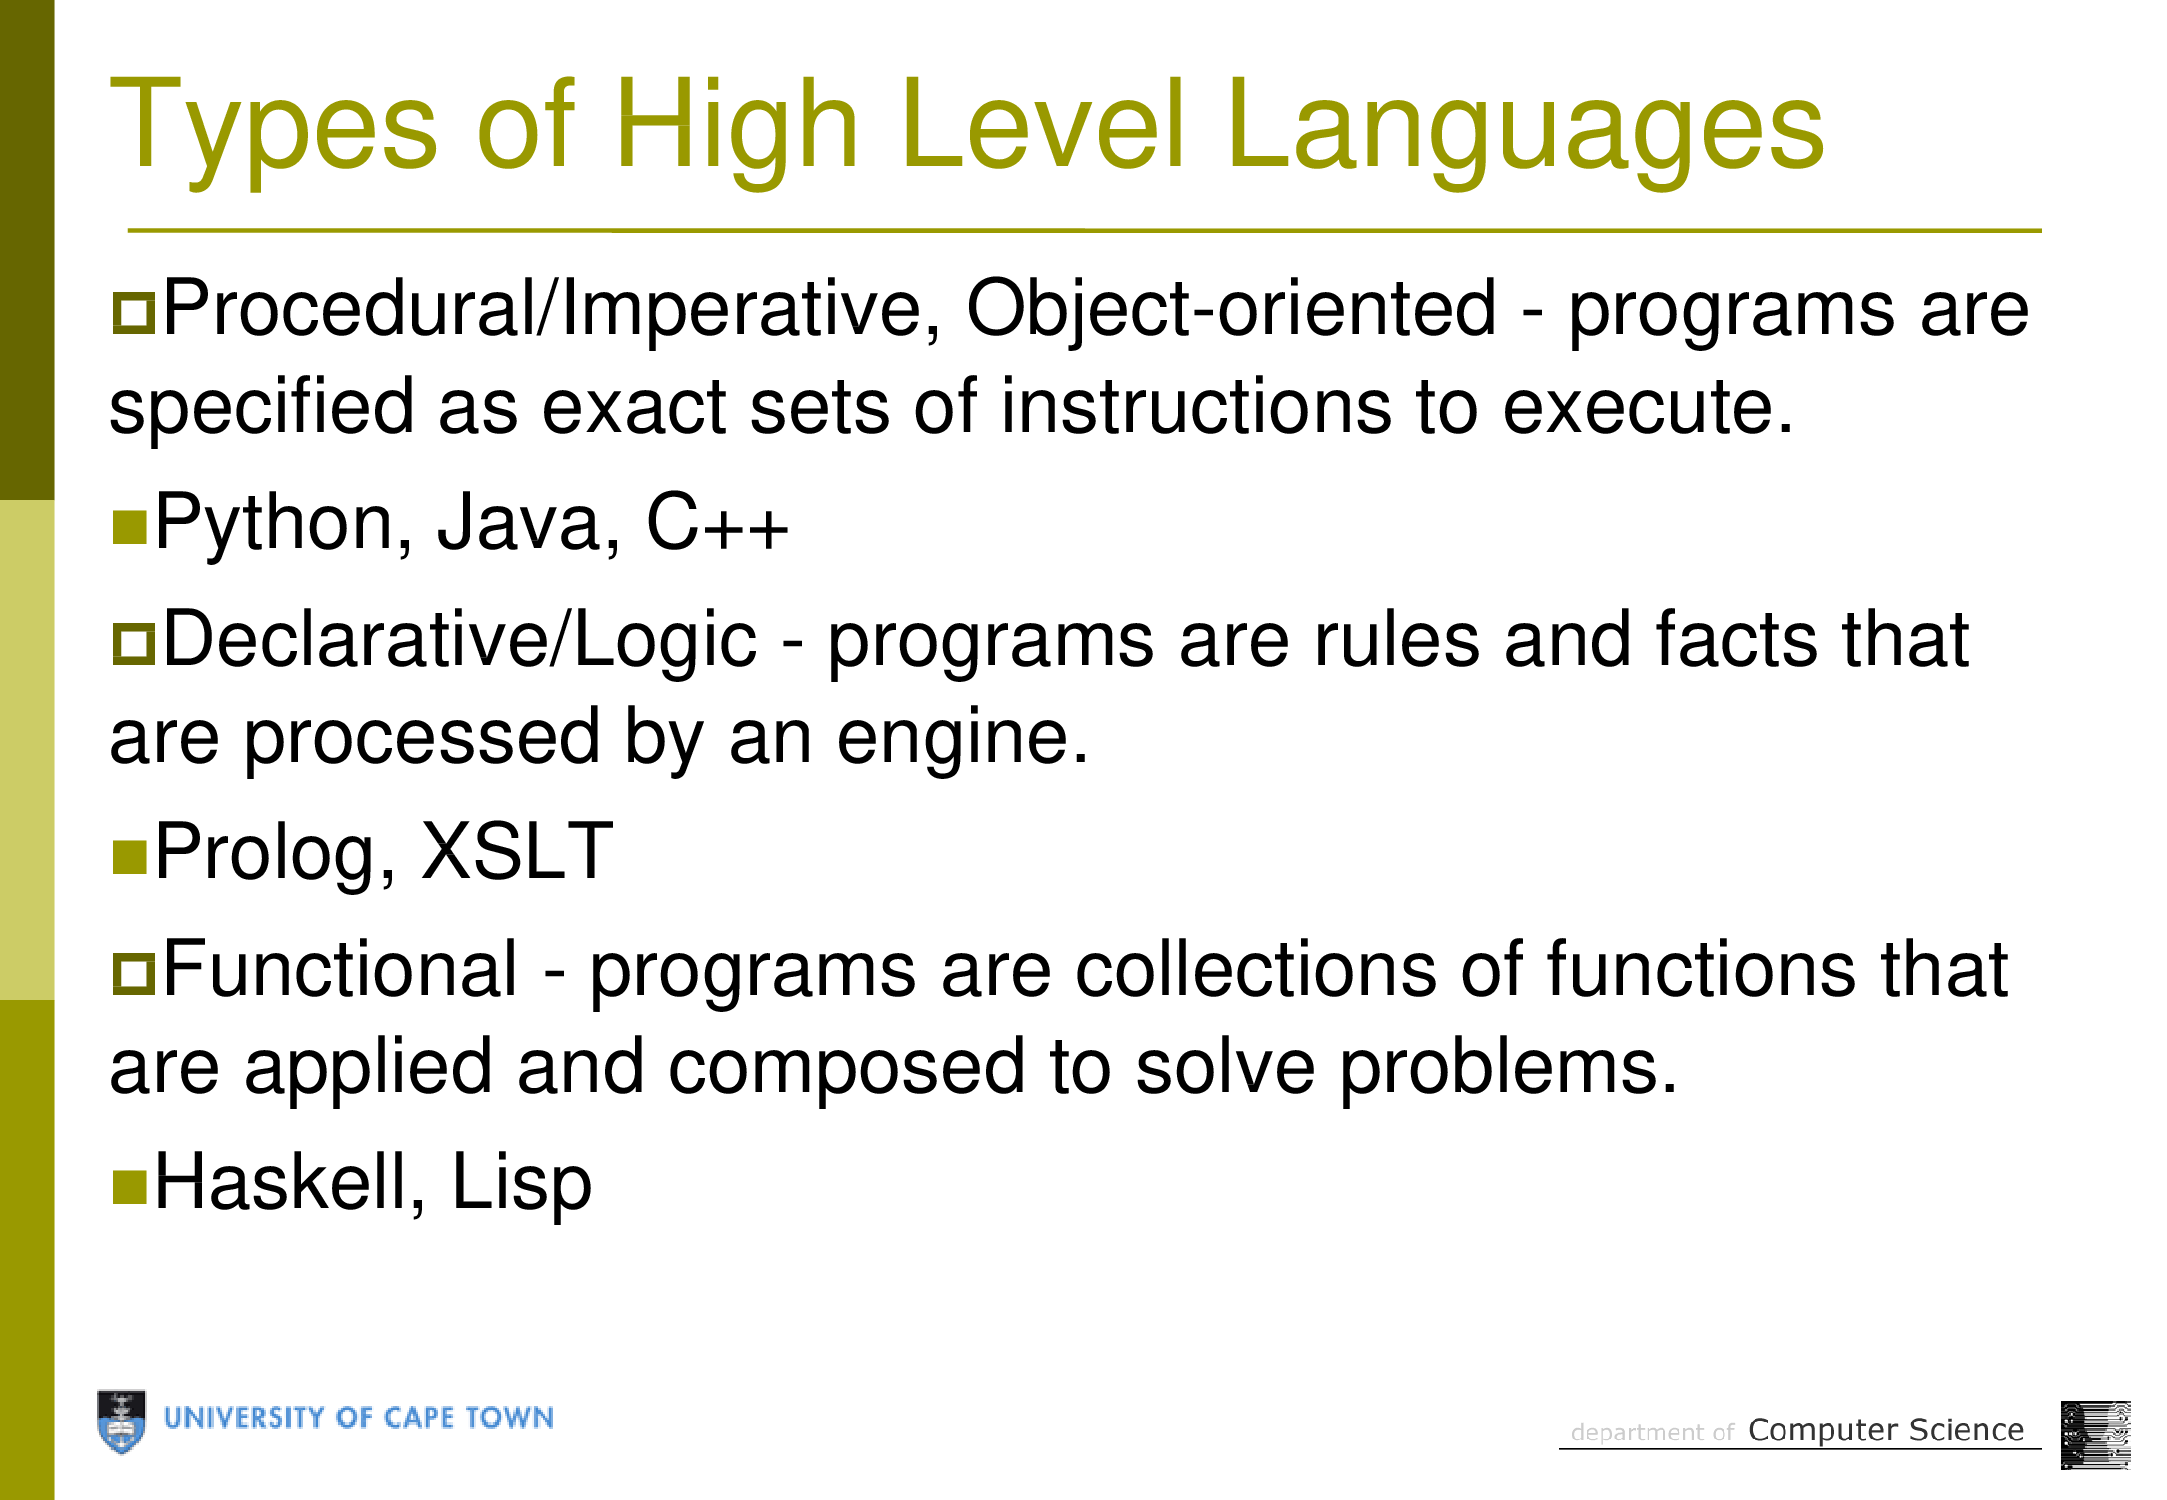 Types of High Level Languages
Procedural/Imperative, Object-oriented - programs are
specified as exact sets of instructions to execute.
Python, Java, C++
Declarative/Logic - programs are rules and facts that
are processed by an engine.
Prolog, XSLT
Functional - programs are collections of functions that
are applied and composed to solve problems.
Haskell, Lisp
UNIVERSITY OF CAPE TOWN
department of Computer Science